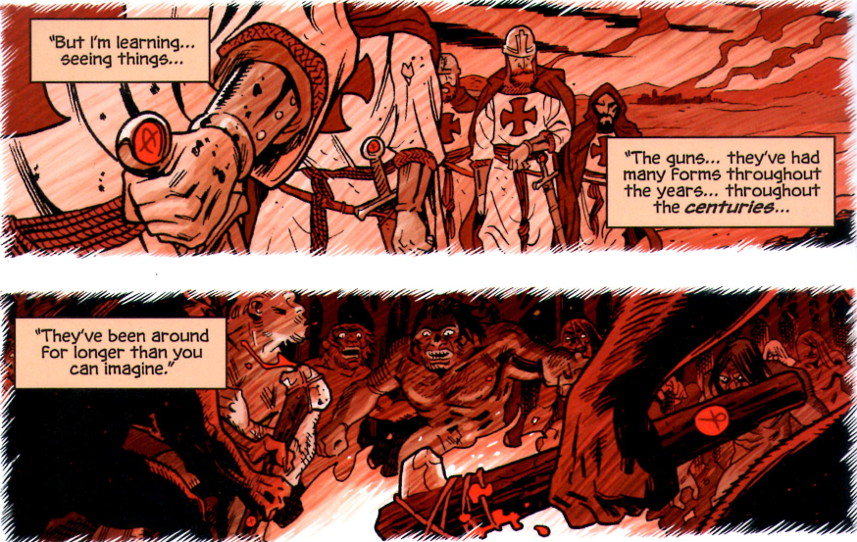 "But I'm learning...
seeing things...
"The guns... they've had
many forms throughout
the years... throughout
the centuries...
"They've been around
for longer than you
can imagine."